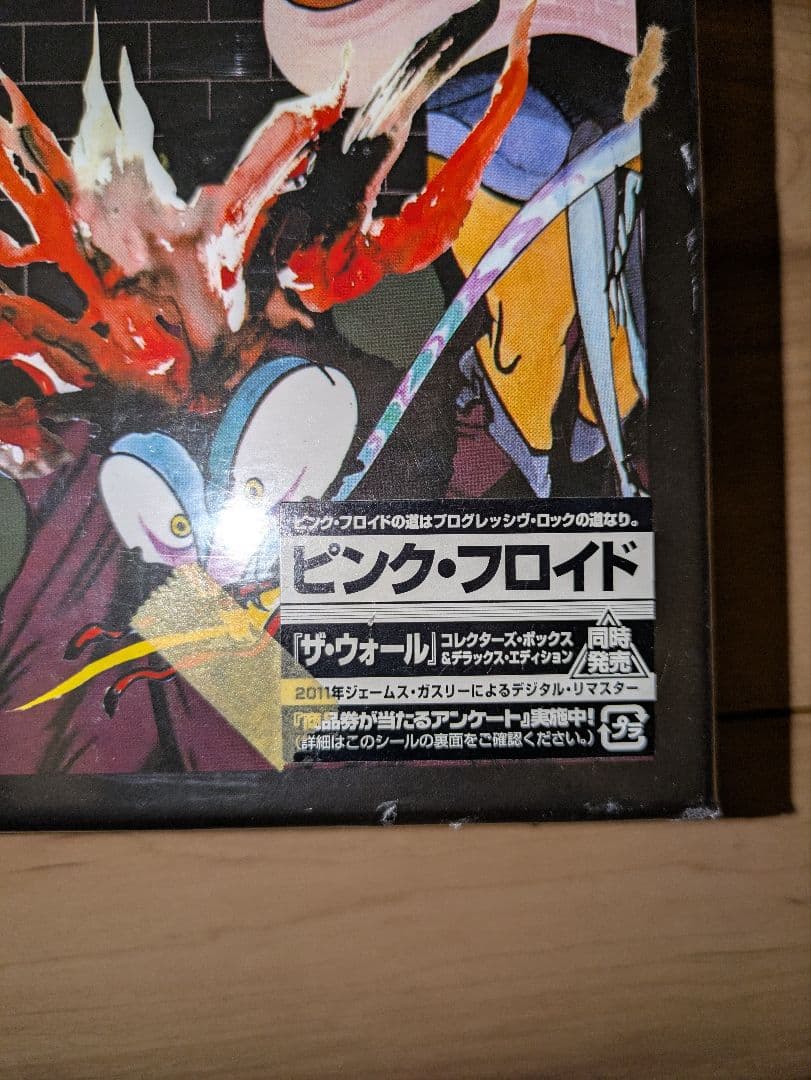 ピンク・フロイドの道はプログレッシヴ・ロックの道なり。
ピンク・フロイド
『ザ・ウォール』コレクターズ・ボックス
&デラックス・エディション
同時
発売
2011年ジェームス・ガスリーによるデジタル・リマスター
『商品券が当たるアンケート』実施中!
(詳細はこのシールの裏面をご確認ください。)
プラ